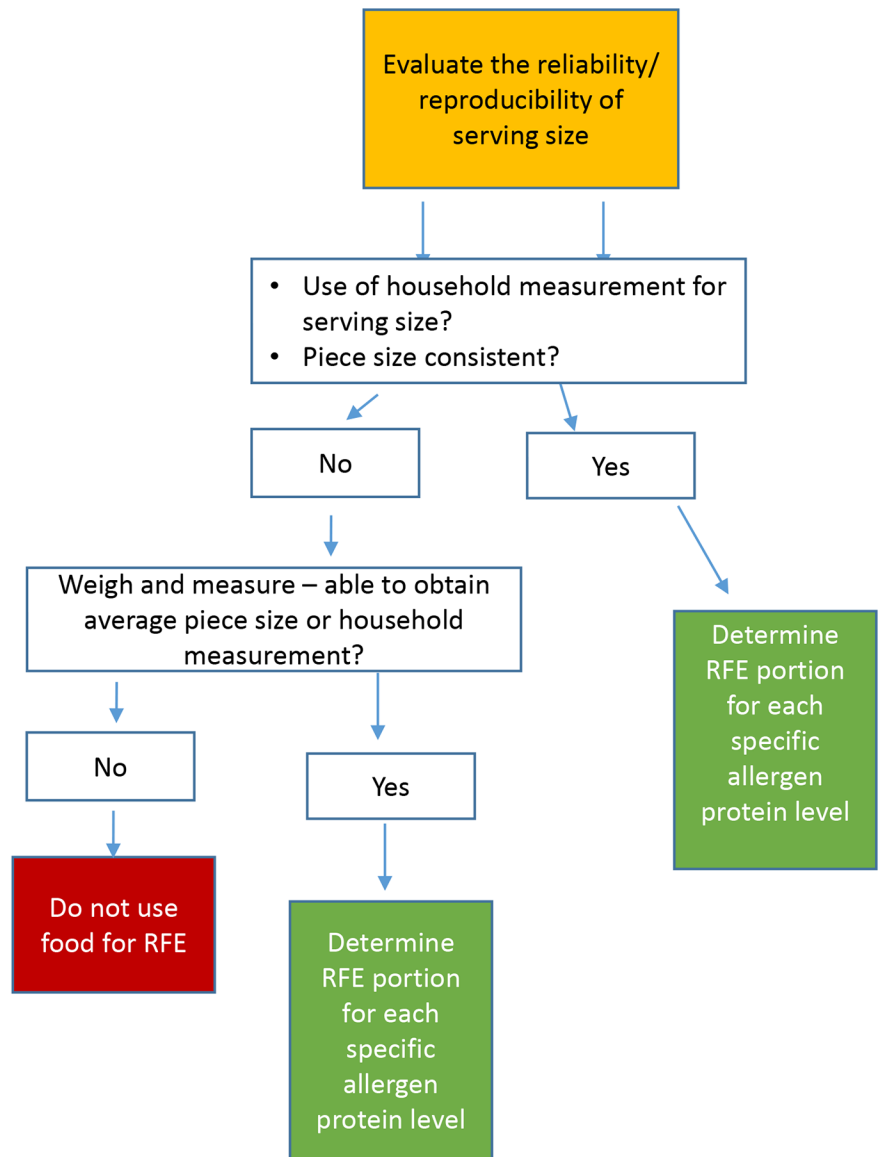 Evaluate the reliability/
reproducibility of
serving size
• Use of household measurement for
serving size?
• Piece size consistent?
No
Yes
Weigh and measure – able to obtain
average piece size or household
measurement?
Determine
RFE portion
for each
specific
allergen
protein level
No
Yes
Do not use
food for RFE
Determine
RFE portion
for each
specific
allergen
protein level